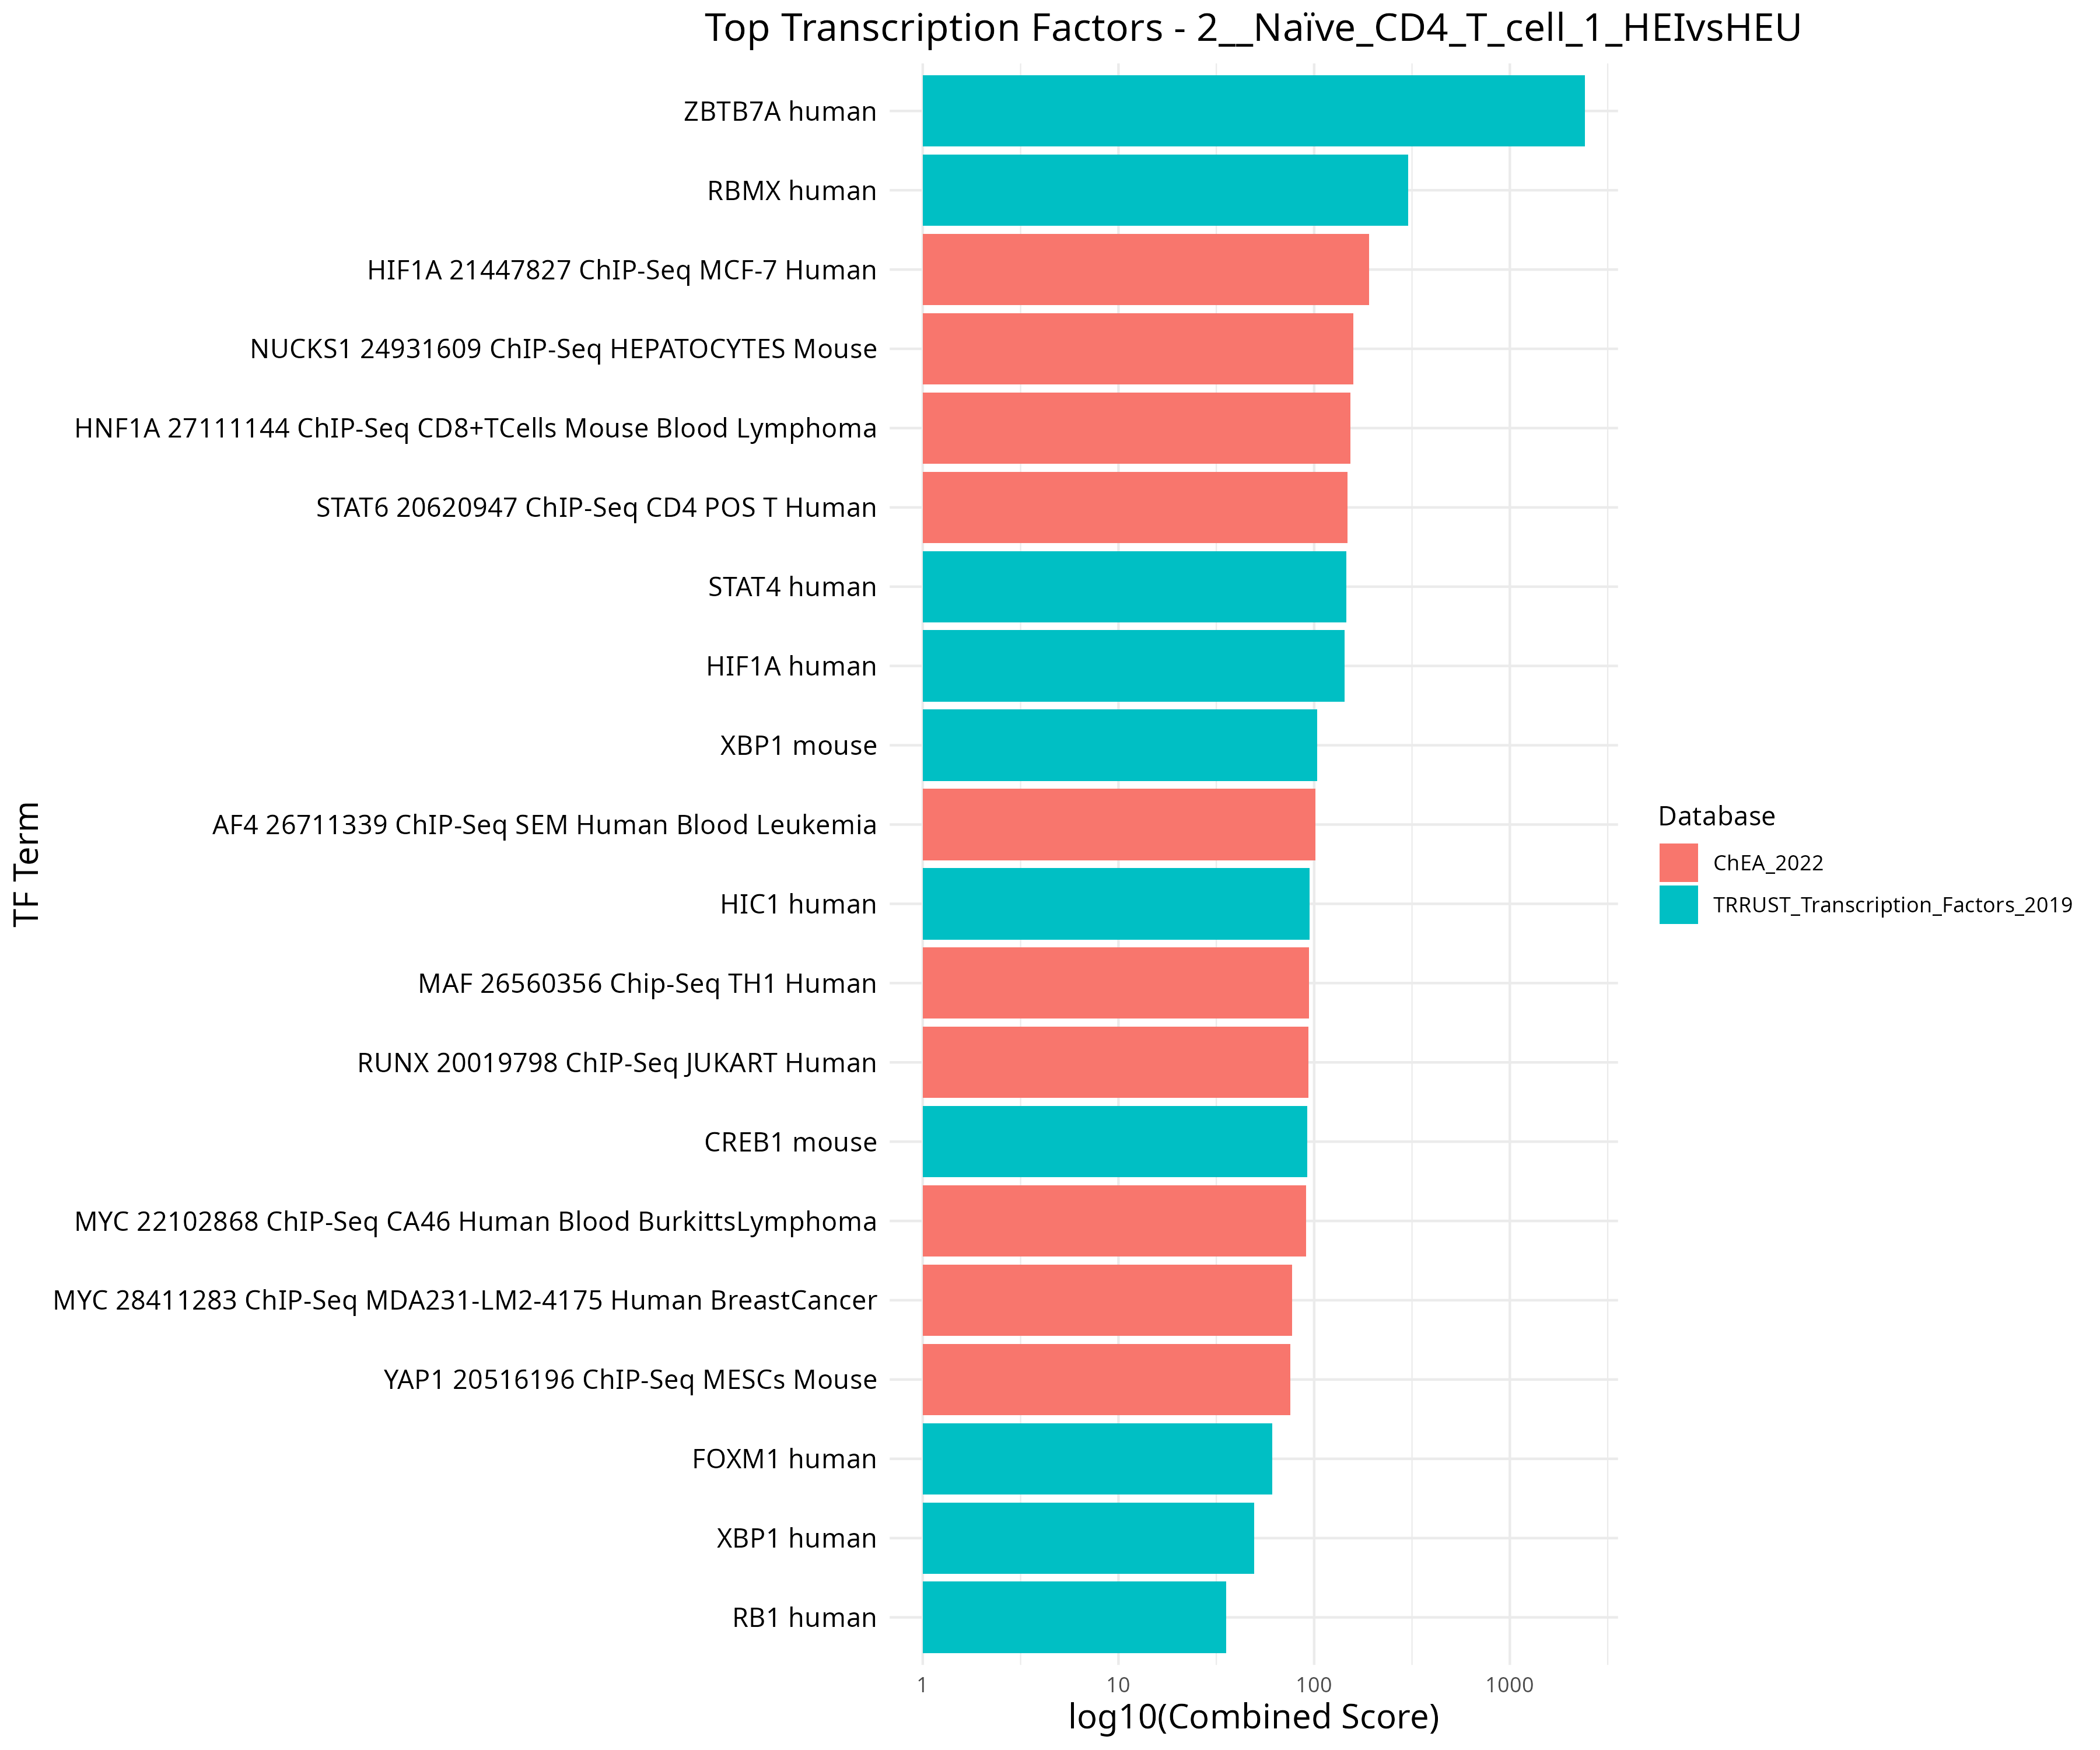 Top Transcription Factors - 2__Naïve_CD4_T_cell_1_HEIvsHEU
TF Term
ZBTB7A human
RBMX human
HIF1A 21447827 ChIP-Seq MCF-7 Human
NUCKS1 24931609 ChIP-Seq HEPATOCYTES Mouse
HNF1A 27111144 ChIP-Seq CD8+TCells Mouse Blood Lymphoma
STAT6 20620947 ChIP-Seq CD4 POS T Human
STAT4 human
HIF1A human
XBP1 mouse
AF4 26711339 ChIP-Seq SEM Human Blood Leukemia
HIC1 human
MAF 26560356 Chip-Seq TH1 Human
RUNX 20019798 ChIP-Seq JUKART Human
CREB1 mouse
MYC 22102868 ChIP-Seq CA46 Human Blood BurkittsLymphoma
MYC 28411283 ChIP-Seq MDA231-LM2-4175 Human BreastCancer
YAP1 20516196 ChIP-Seq MESCs Mouse
FOXM1 human
XBP1 human
RB1 human
1 10 100 1000
log10(Combined Score)
Database
ChEA_2022
TRRUST_Transcription_Factors_2019